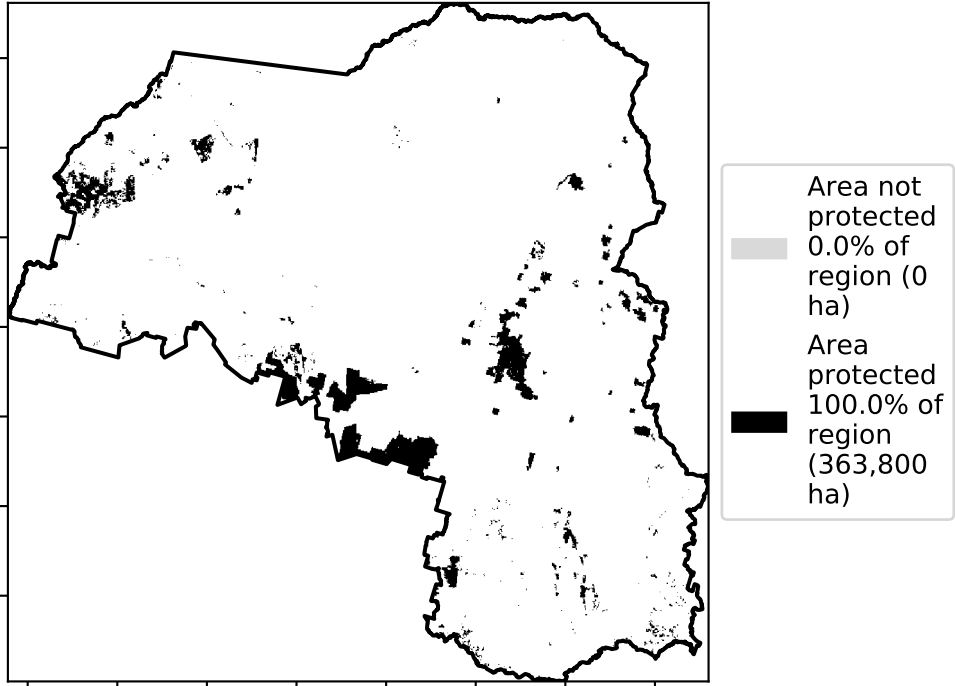 Area not
protected
0.0% of
region (0
ha)
Area
protected
100.0% of
region
(363,800
ha)